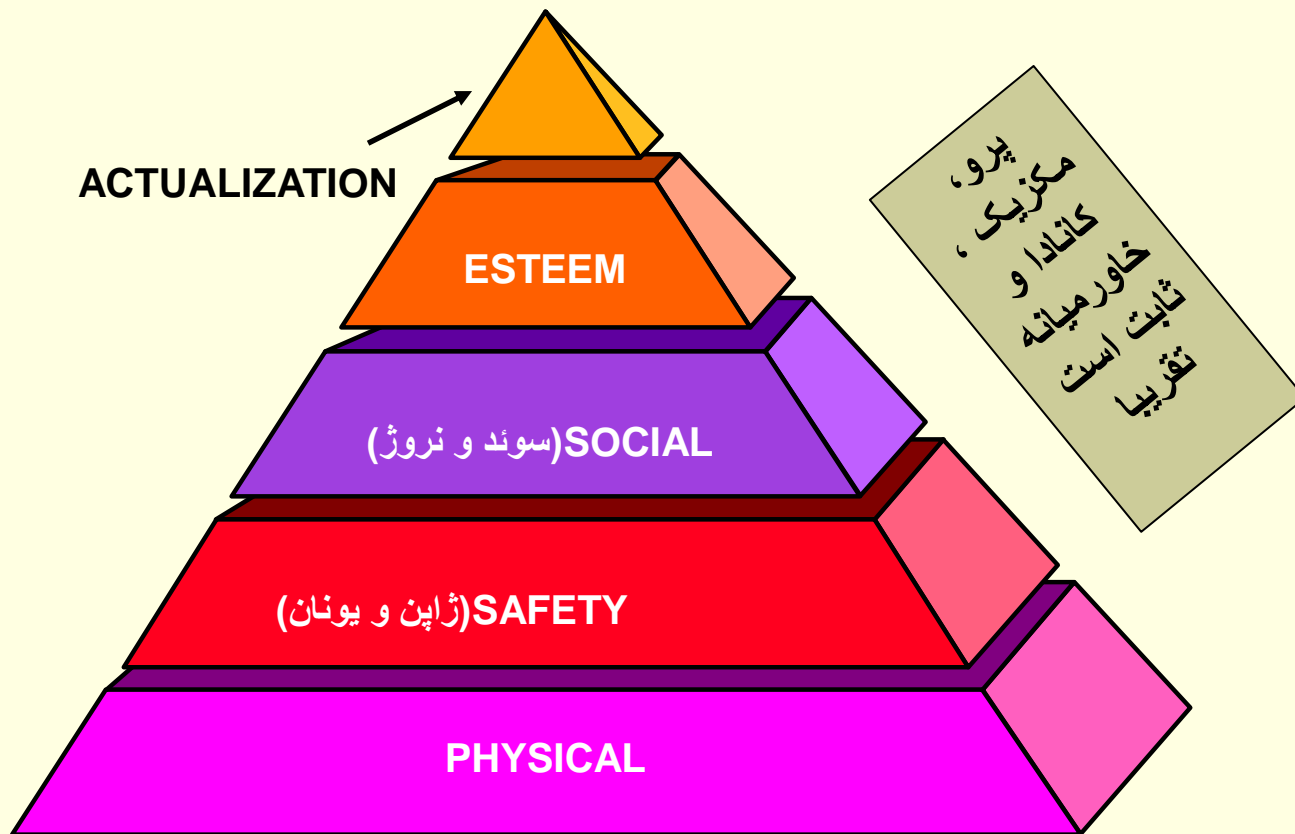 ACTUALIZATION
ESTEEM
SOCIAL(سوئد و نروژ)
SAFETY(ژاپن و یونان)
PHYSICAL
پرو،
مکزیک ،
کانادا و
خاورمیانه
ثابت است
تقریبا